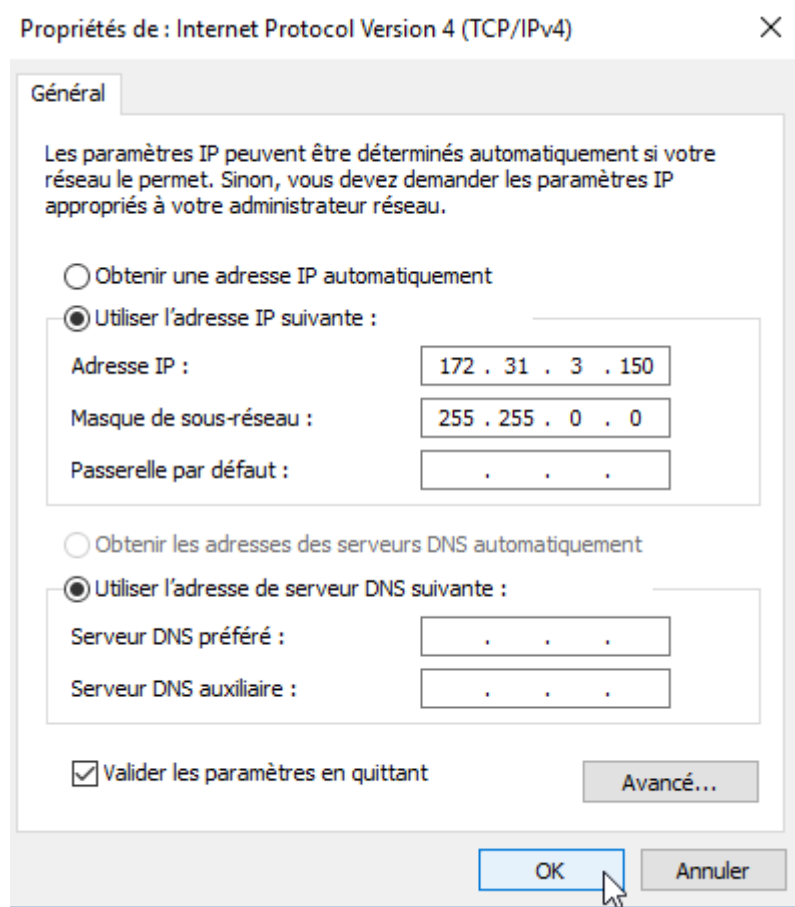 Propriétés de : Internet Protocol Version 4 (TCP/IPv4)
Général
Les paramètres IP peuvent être déterminés automatiquement si votre
réseau le permet. Sinon, vous devez demander les paramètres IP
appropriés à votre administrateur réseau.
Obtenir une adresse IP automatiquement
Utiliser l'adresse IP suivante :
Adresse IP : 172 . 31 . 3 . 150
Masque de sous-réseau : 255 . 255 . 0 . 0
Passerelle par défaut : . . .
Obtenir les adresses des serveurs DNS automatiquement
Utiliser l'adresse de serveur DNS suivante :
Serveur DNS préféré : . . .
Serveur DNS auxiliaire : . . .
Valider les paramètres en quittant
Avancé...
OK Annuler